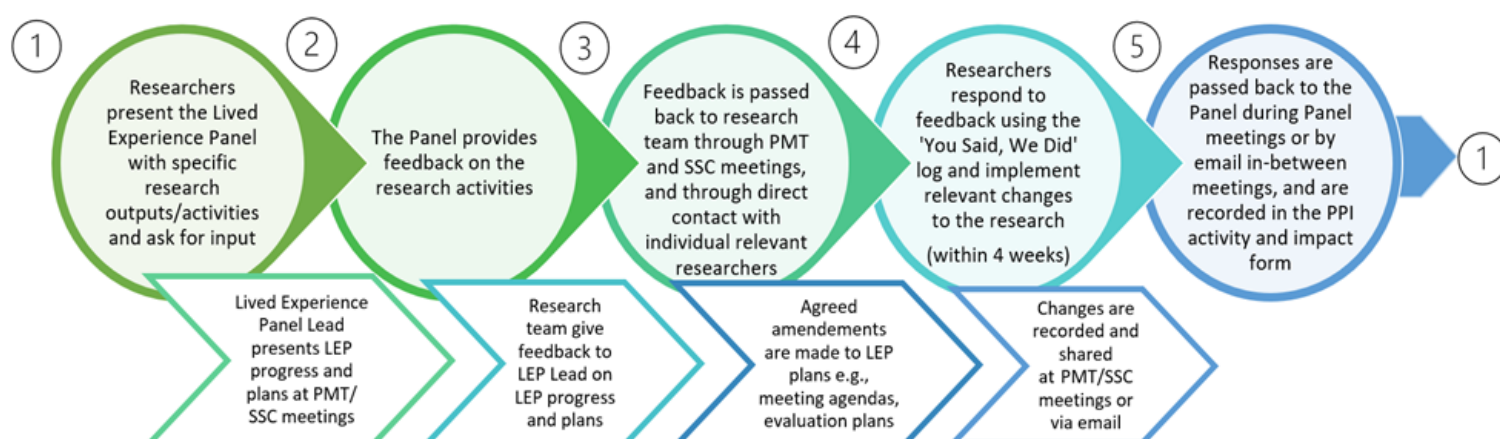 1
Researchers
present the Lived
Experience Panel
with specific
research
outputs/activities
and ask for input
2
The Panel provides
feedback on the
research activities
3
Feedback is passed
back to research
team through PMT
and SSC meetings,
and through direct
contact with
individual relevant
researchers
4
Researchers
respond to
feedback using the
'You Said, We Did'
log and implement
relevant changes
to the research
(within 4 weeks)
5
Responses are
passed back to the
Panel during Panel
meetings or by
email in-between
meetings, and are
recorded in the PPI
activity and impact
form
1
Lived Experience
Panel Lead
presents LEP
progress and
plans at PMT/
SSC meetings
Research
team give
feedback to
LEP Lead on
LEP progress
and plans
Agreed
amendements
are made to LEP
plans e.g.,
meeting agendas,
evaluation plans
Changes are
recorded and
shared
at PMT/SSC
meetings or
via email